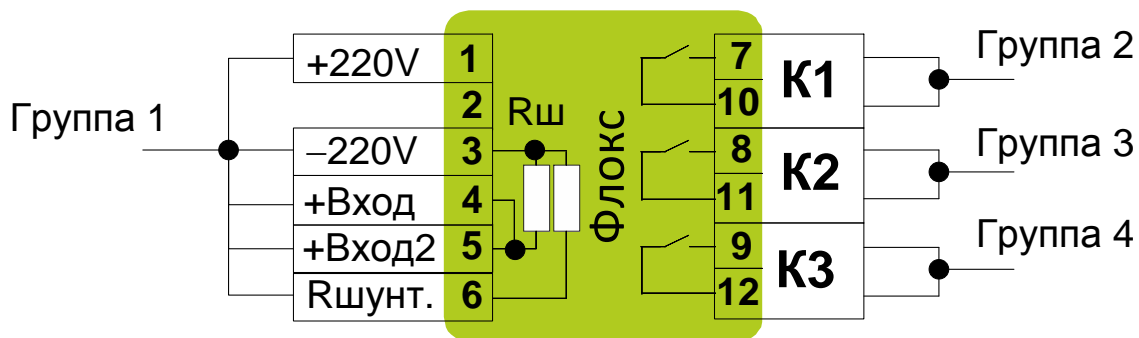 Группа 1
+220V 1
2
−220V 3
+Вход 4
+Вход2 5
Rшунт. 6
Rш
Флокс
7
10
К1
8
11
К2
9
12
К3
Группа 2
Группа 3
Группа 4